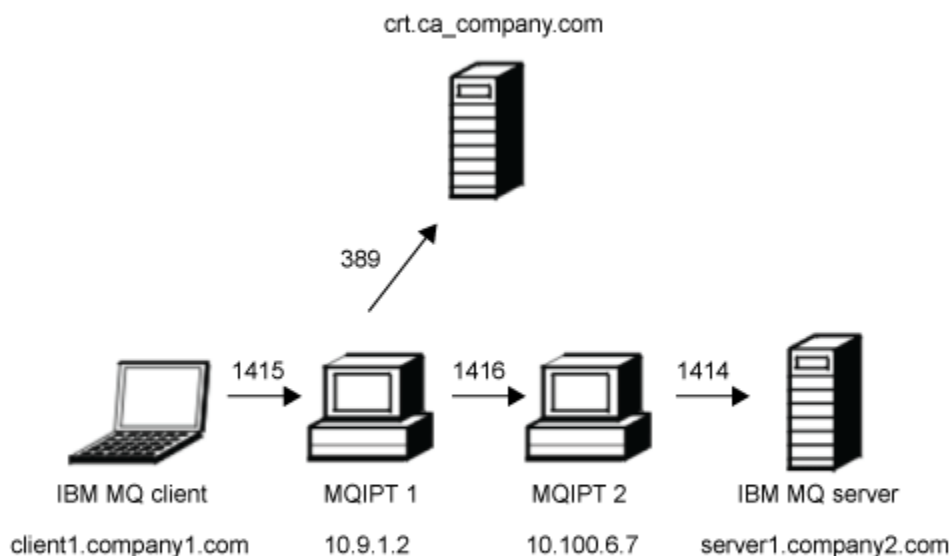 crt.ca_company.com
389
1415
1416
1414
IBM MQ client
MQIPT 1
MQIPT 2
IBM MQ server
client1.company1.com
10.9.1.2
10.100.6.7
server1.company2.com